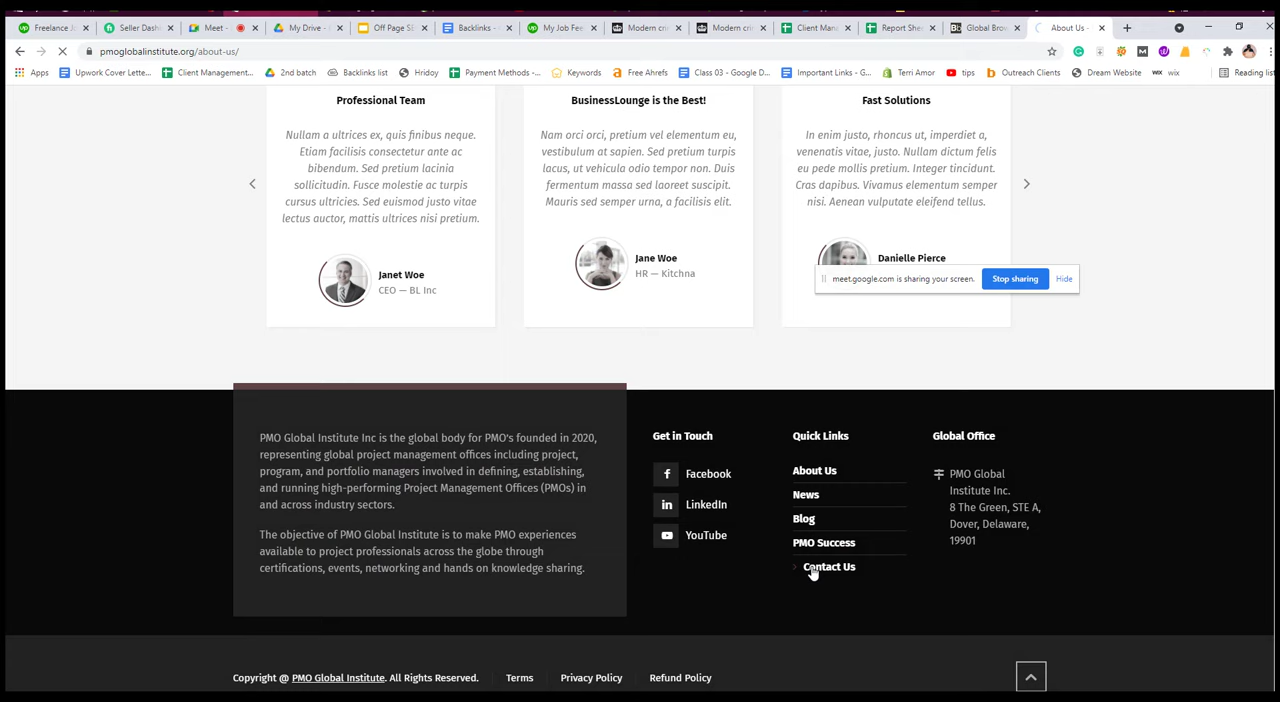 Freelance Jo
Seller Dash
Meet -
My Drive -
Off Page SE
Backlinks -
My Job Fee
Modern cri
Modern cri
Client Man
Report She
Global Bro
About Us -
pmoglobalinstitute.org/about-us/
Apps
Upwork Cover Lette...
Client Management...
2nd batch
Backlinks list
Hridoy
Payment Methods -...
Keywords
Free Ahrefs
Class 03 - Google D...
Important Links - G...
Terri Amor
tips
Outreach Clients
Dream Website
wix
Reading list
Professional Team
BusinessLounge is the Best!
Fast Solutions
Nullam a ultrices ex, quis finibus neque.
Etiam facilisis consectetur ante ac
bibendum. Sed pretium lacinia
sollicitudin. Fusce molestie ac turpis
cursus ultricies. Sed euismod justo vitae
lectus auctor, mattis ultrices nisi pretium.
Nam orci orci, pretium vel elementum eu,
vestibulum at sapien. Sed pretium turpis
lacus, ut vehicula odio tempor non. Duis
fermentum massa sed laoreet suscipit.
Mauris sed semper urna, a facilisis elit.
In enim justo, rhoncus ut, imperdiet a,
venenatis vitae, justo. Nullam dictum felis
eu pede mollis pretium. Integer tincidunt.
Cras dapibus. Vivamus elementum semper
nisi. Aenean vulputate eleifend tellus.
Janet Woe
CEO — BL Inc
Jane Woe
HR — Kitchna
Danielle Pierce
meet.google.com is sharing your screen.
Stop sharing
Hide
PMO Global Institute Inc is the global body for PMO's founded in 2020,
representing global project management offices including project,
program, and portfolio managers involved in defining, establishing,
and running high-performing Project Management Offices (PMOs) in
and across industry sectors.
The objective of PMO Global Institute is to make PMO experiences
available to project professionals across the globe through
certifications, events, networking and hands on knowledge sharing.
Get in Touch
Facebook
LinkedIn
YouTube
Quick Links
About Us
News
Blog
PMO Success
Contact Us
Global Office
PMO Global
Institute Inc.
8 The Green, STE A,
Dover, Delaware,
19901
Copyright @ PMO Global Institute. All Rights Reserved.
Terms
Privacy Policy
Refund Policy